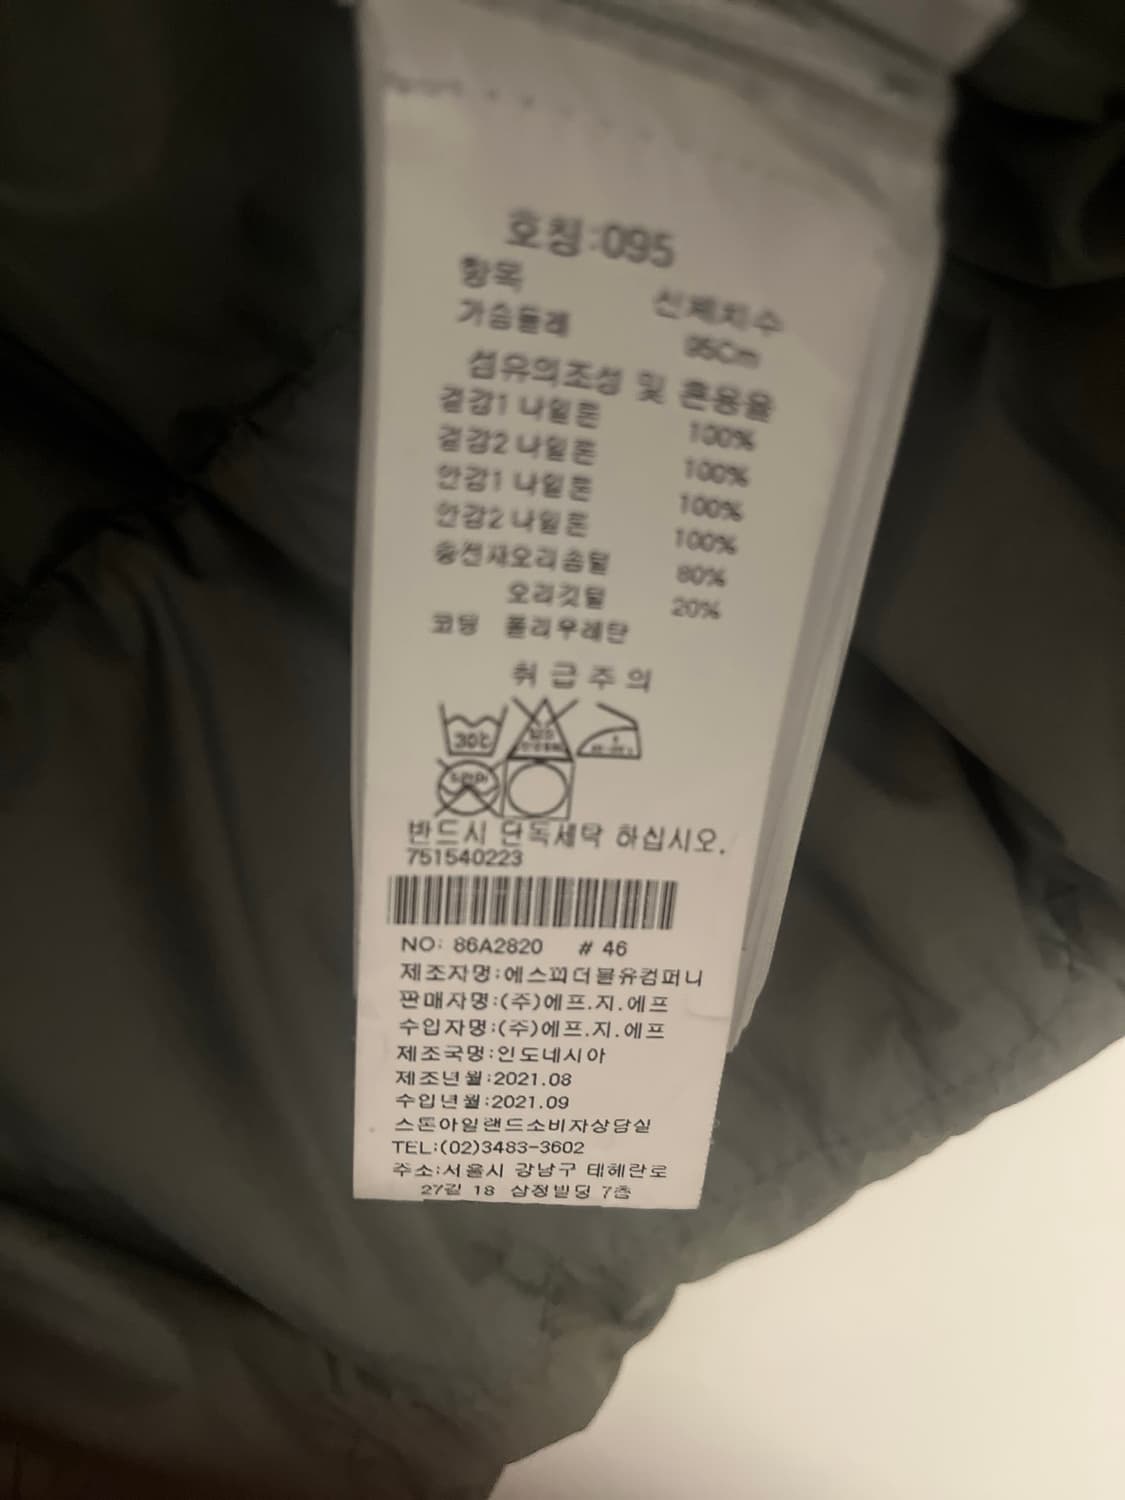 호칭:095
항목 신체치수
가슴둘레 95Cm
섬유의조성 및 혼용율
겉감1 나일론 100%
겉감2 나일론 100%
안감1 나일론 100%
안감2 나일론 100%
충전재오리솜털 80%
오리깃털 20%
코팅 폴리우레탄
취급주의
30℃
드라이
반드시 단독세탁 하십시오.
751540223
NO: 86A2820 # 46
제조자명:에스피더블유컴퍼니
판매자명:(주)에프.지.에프
수입자명:(주)에프.지.에프
제조국명:인도네시아
제조년월:2021.08
수입년월:2021.09
스톤아일랜드소비자상담실
TEL:(02)3483-3602
주소:서울시 강남구 테헤란로
27길 18 삼정빌딩 7층